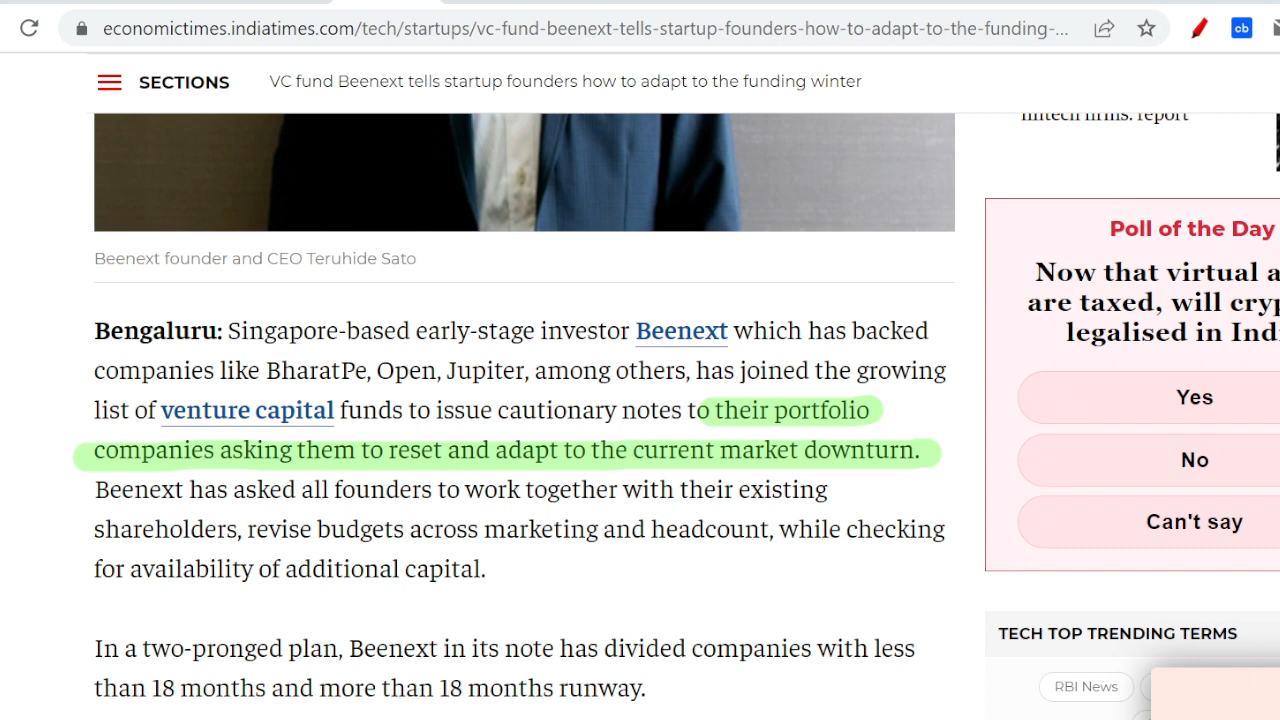 economictimes.indiatimes.com/tech/startups/vc-fund-beenext-tells-startup-founders-how-to-adapt-to-the-funding-...
cb
SECTIONS
VC fund Beenext tells startup founders how to adapt to the funding winter
fintech firms: report
Beenext founder and CEO Teruhide Sato
Bengaluru: Singapore-based early-stage investor Beenext which has backed
companies like BharatPe, Open, Jupiter, among others, has joined the growing
list of venture capital funds to issue cautionary notes to their portfolio
companies asking them to reset and adapt to the current market downturn.
Beenext has asked all founders to work together with their existing
shareholders, revise budgets across marketing and headcount, while checking
for availability of additional capital.
In a two-pronged plan, Beenext in its note has divided companies with less
than 18 months and more than 18 months runway.
Poll of the Day
Now that virtual a
are taxed, will cryp
legalised in Indi
Yes
No
Can't say
TECH TOP TRENDING TERMS
RBI News